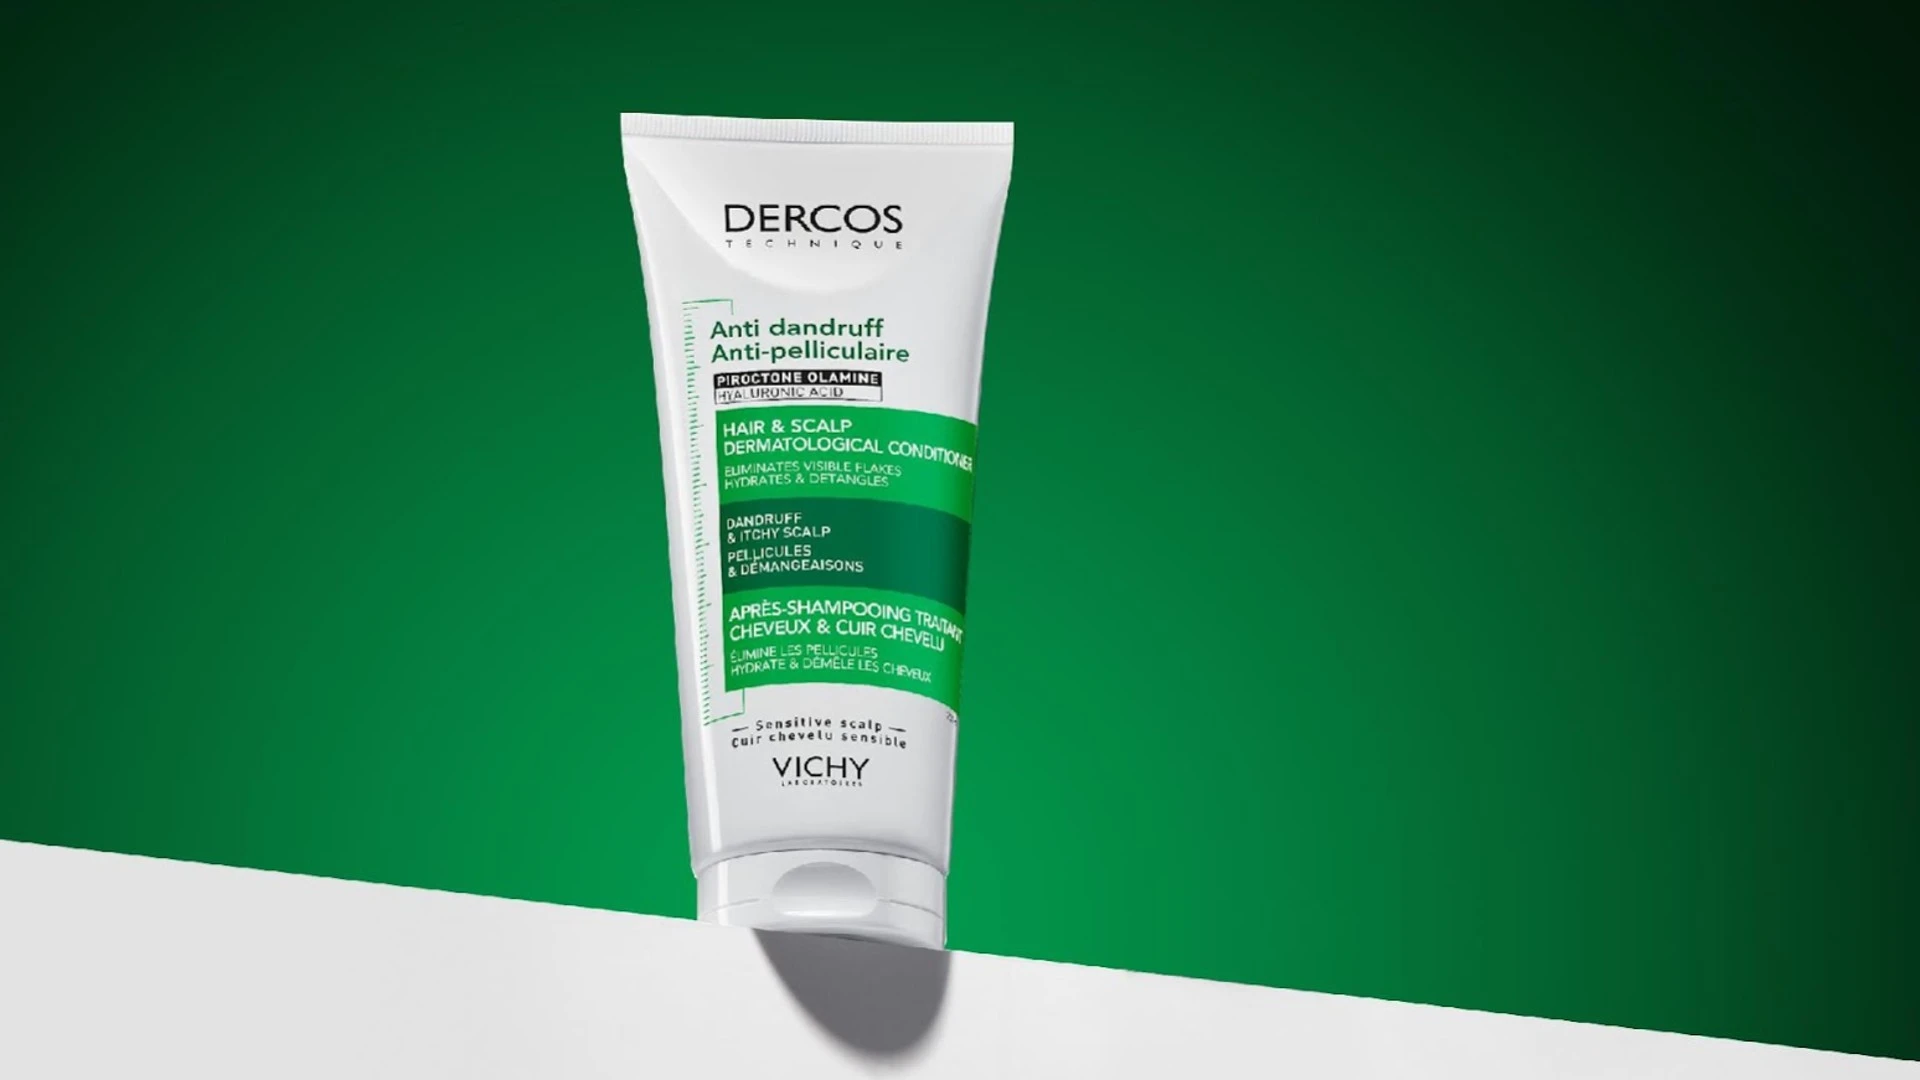 DERCOS
TECHNIQUE
Anti dandruff
Anti-pelliculaire
PIROCTONE OLAMINE
HYALURONIC ACID
HAIR & SCALP
DERMATOLOGICAL CONDITIONER
ELIMINATES VISIBLE FLAKES
HYDRATES & DETANGLES
DANDRUFF
& ITCHY SCALP
PELLICULES
& DÉMANGEAISONS
APRÈS-SHAMPOOING TRAITANT
CHEVEUX & CUIR CHEVELU
ÉLIMINE LES PELLICULES
HYDRATE & DÉMÊLE LES CHEVEUX
Sensitive scalp
Cuir chevelu sensible
VICHY
LABORATOIRES